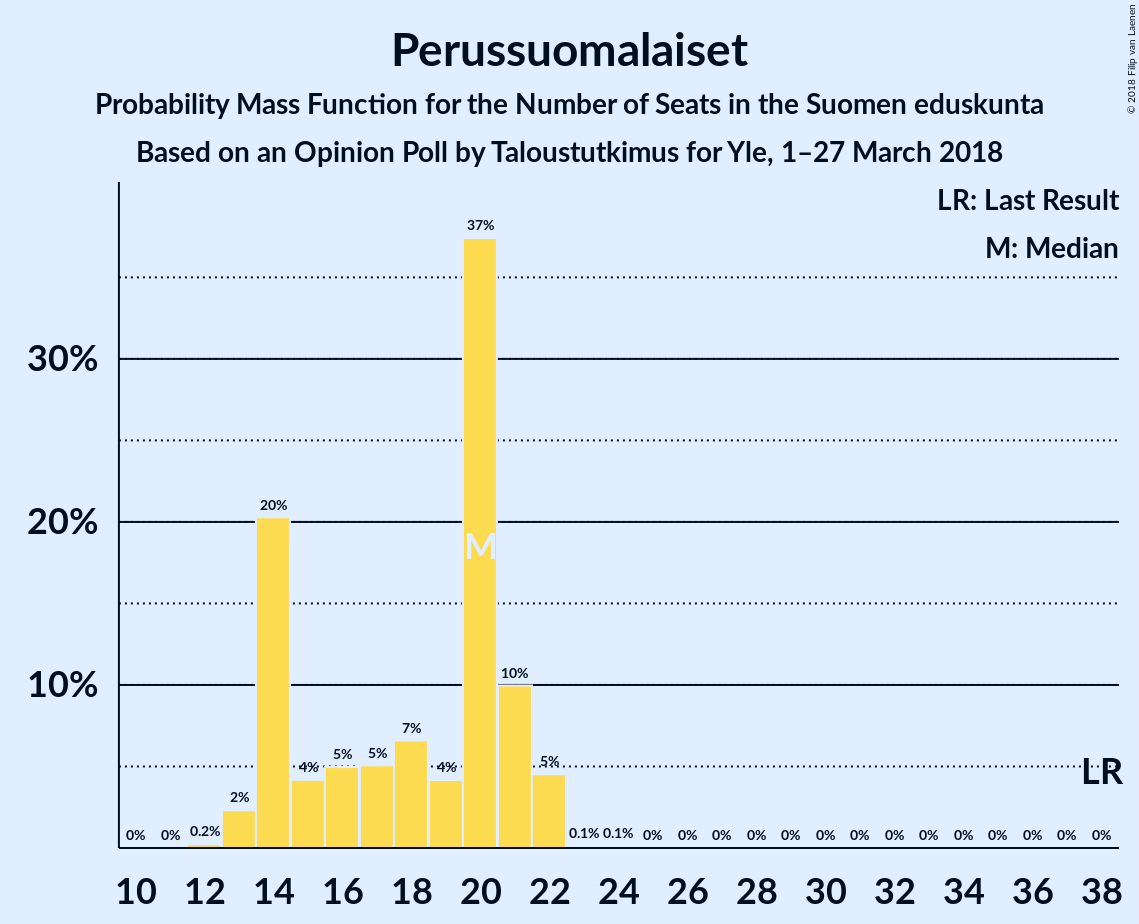 Perussuomalaiset
Probability Mass Function for the Number of Seats in the Suomen eduskunta
Based on an Opinion Poll by Taloustutkimus for Yle, 1–27 March 2018
© 2018 Filip van Laenen
LR: Last Result
M: Median
30%
20%
10%
0% 0% 0.2% 2% 20% 4% 5% 5% 7% 4% 37% 10% 5% 0.1% 0.1% 0% 0% 0% 0% 0% 0% 0% 0% 0% 0% 0% 0% 0% 0%
M
LR
10 12 14 16 18 20 22 24 26 28 30 32 34 36 38